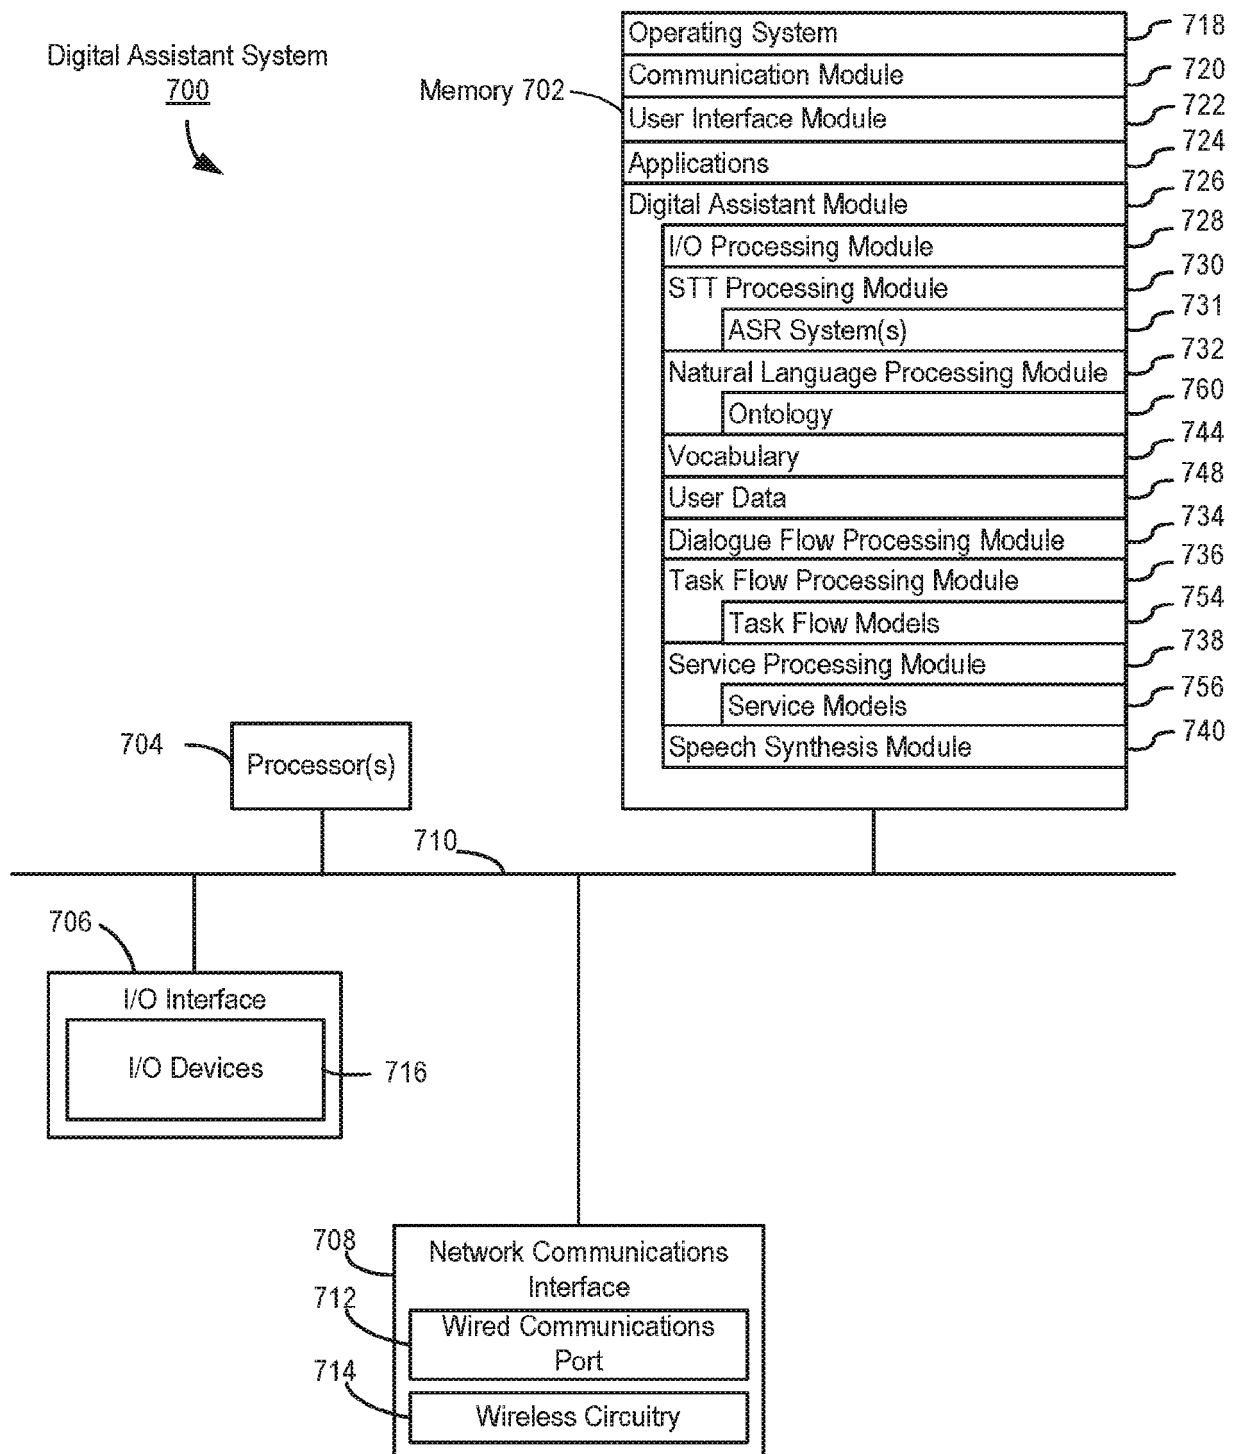 Digital Assistant System
700
Memory 702
Operating System 718
Communication Module 720
User Interface Module 722
Applications 724
Digital Assistant Module 726
I/O Processing Module 728
STT Processing Module 730
ASR System(s) 731
Natural Language Processing Module 732
Ontology 760
Vocabulary 744
User Data 748
Dialogue Flow Processing Module 734
Task Flow Processing Module 736
Task Flow Models 754
Service Processing Module 738
Service Models 756
Speech Synthesis Module 740
704
Processor(s)
710
706
I/O Interface
I/O Devices
716
708
Network Communications
Interface
712
Wired Communications
Port
714
Wireless Circuitry